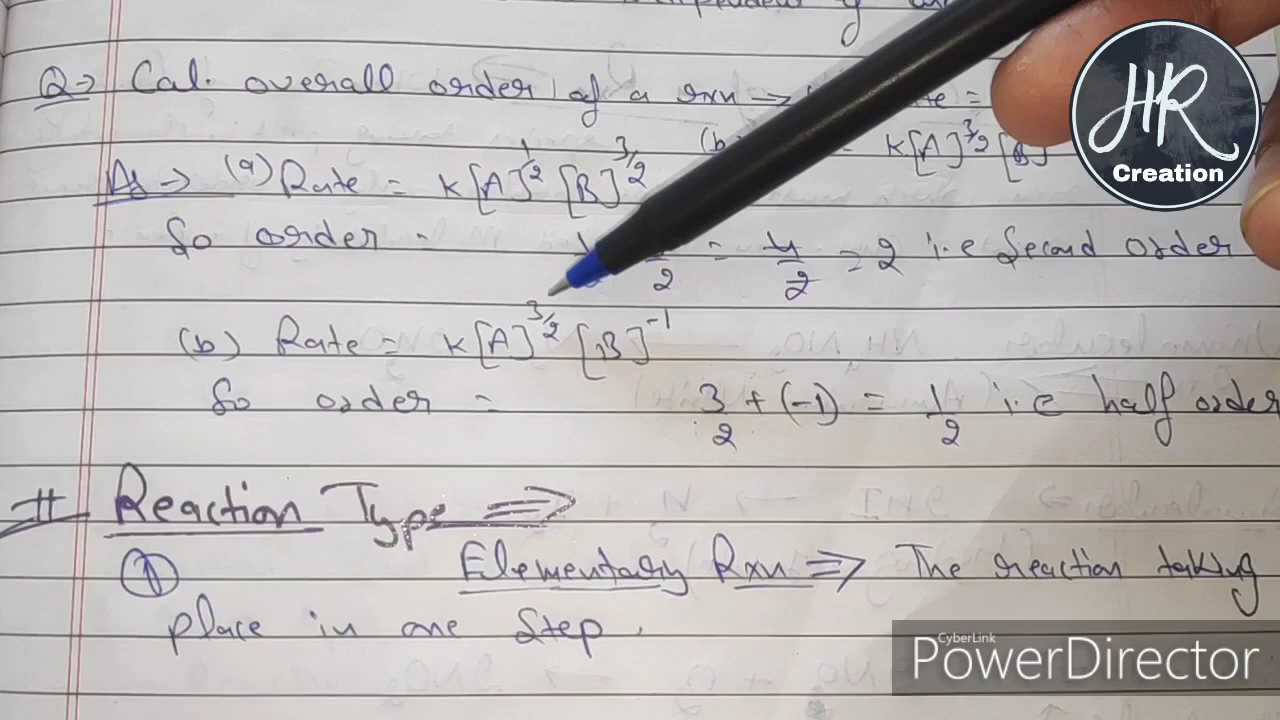 Q → Cal. overall order of a rxn →
K[A]^3/2 [B]
HR
Creation
Ans → (a) Rate = K[A]^1/2 [B]^3/2
So order = 2 = 4/2 = 2 i.e Second order
(b) Rate = K[A]^3/2 [B]^-1
So order = 3/2 + (-1) = 1/2 i.e half order
# Reaction Type ⇒
① Elementary Rxn ⇒ The reaction taking
place in one Step.
CyberLink
PowerDirector